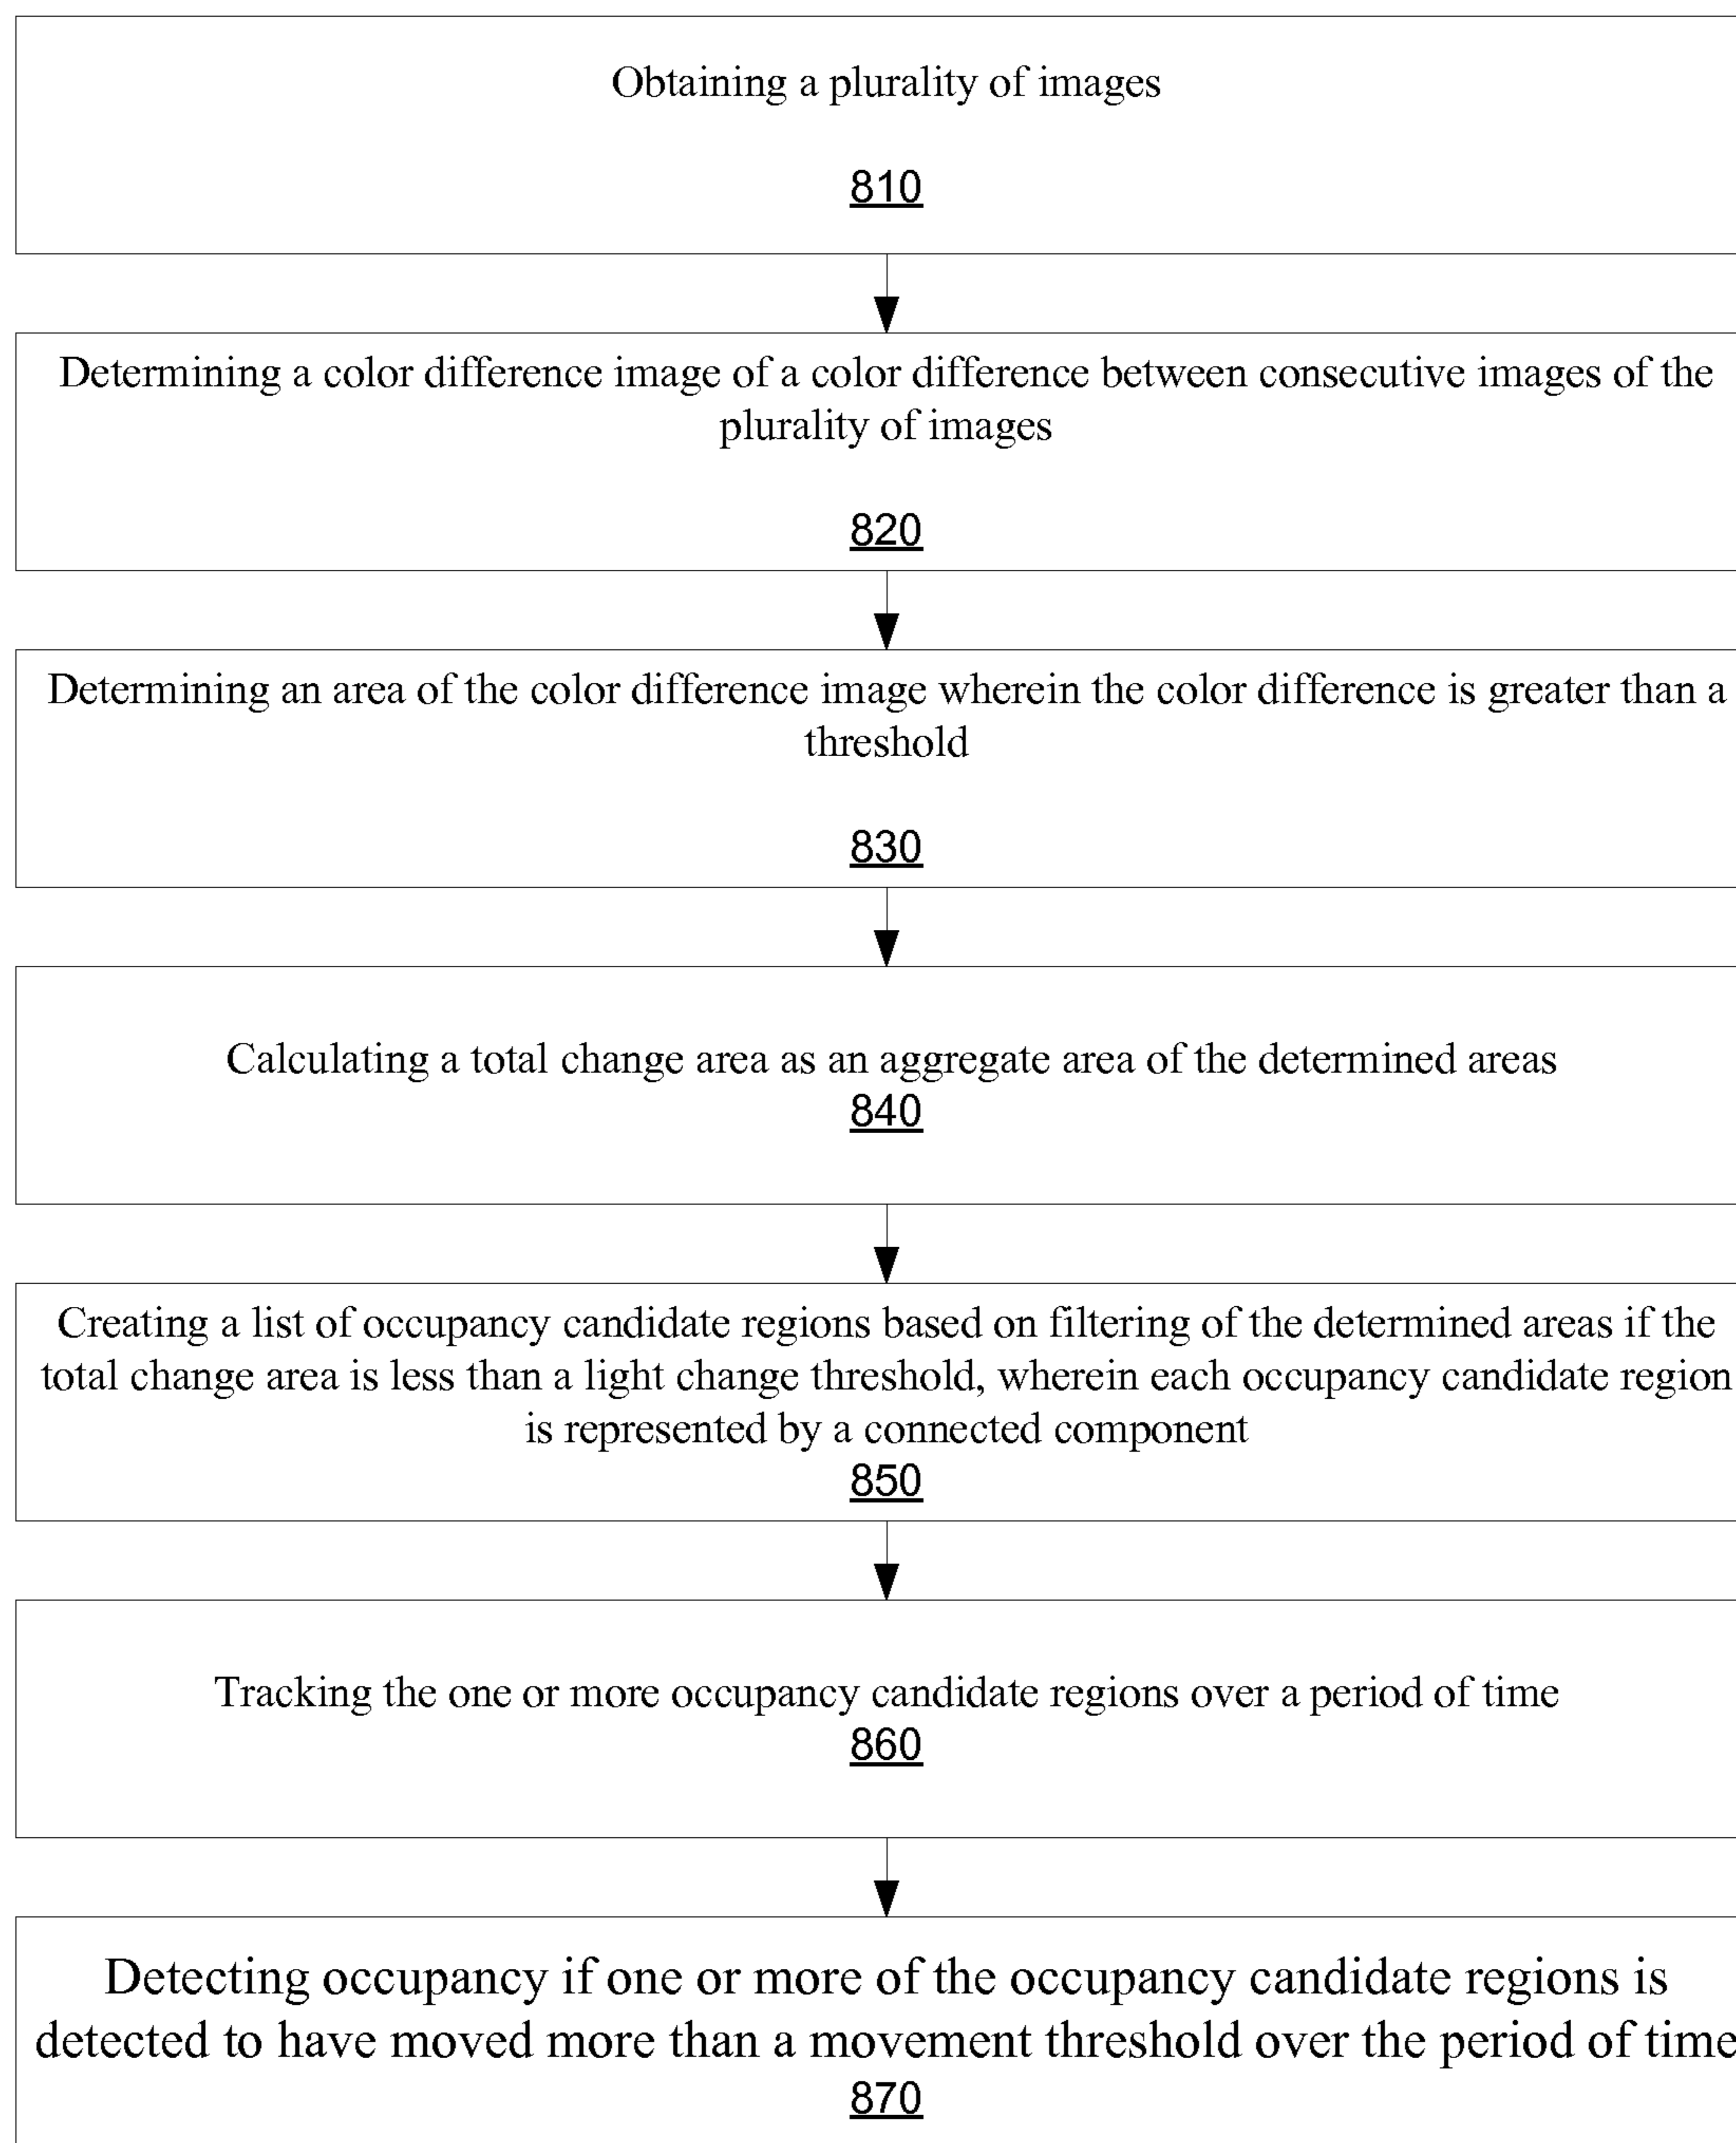 Obtaining a plurality of images
810
Determining a color difference image of a color difference between consecutive images of the
plurality of images
820
Determining an area of the color difference image wherein the color difference is greater than a
threshold
830
Calculating a total change area as an aggregate area of the determined areas
840
Creating a list of occupancy candidate regions based on filtering of the determined areas if the
total change area is less than a light change threshold, wherein each occupancy candidate region
is represented by a connected component
850
Tracking the one or more occupancy candidate regions over a period of time
860
Detecting occupancy if one or more of the occupancy candidate regions is
detected to have moved more than a movement threshold over the period of time
870